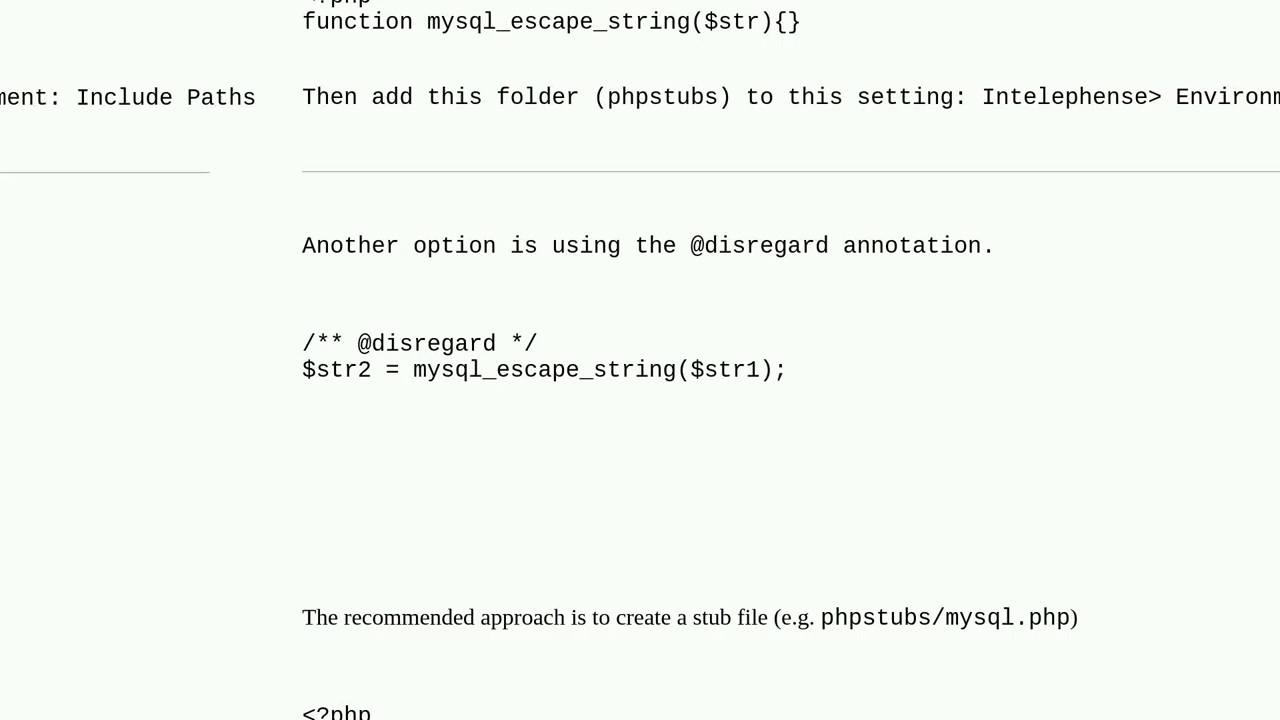 function mysql_escape_string($str){}
ment: Include Paths
Then add this folder (phpstubs) to this setting: Intelephense> Environm
Another option is using the @disregard annotation.
/** @disregard */
$str2 = mysql_escape_string($str1);
The recommended approach is to create a stub file (e.g. phpstubs/mysql.php)
<?php